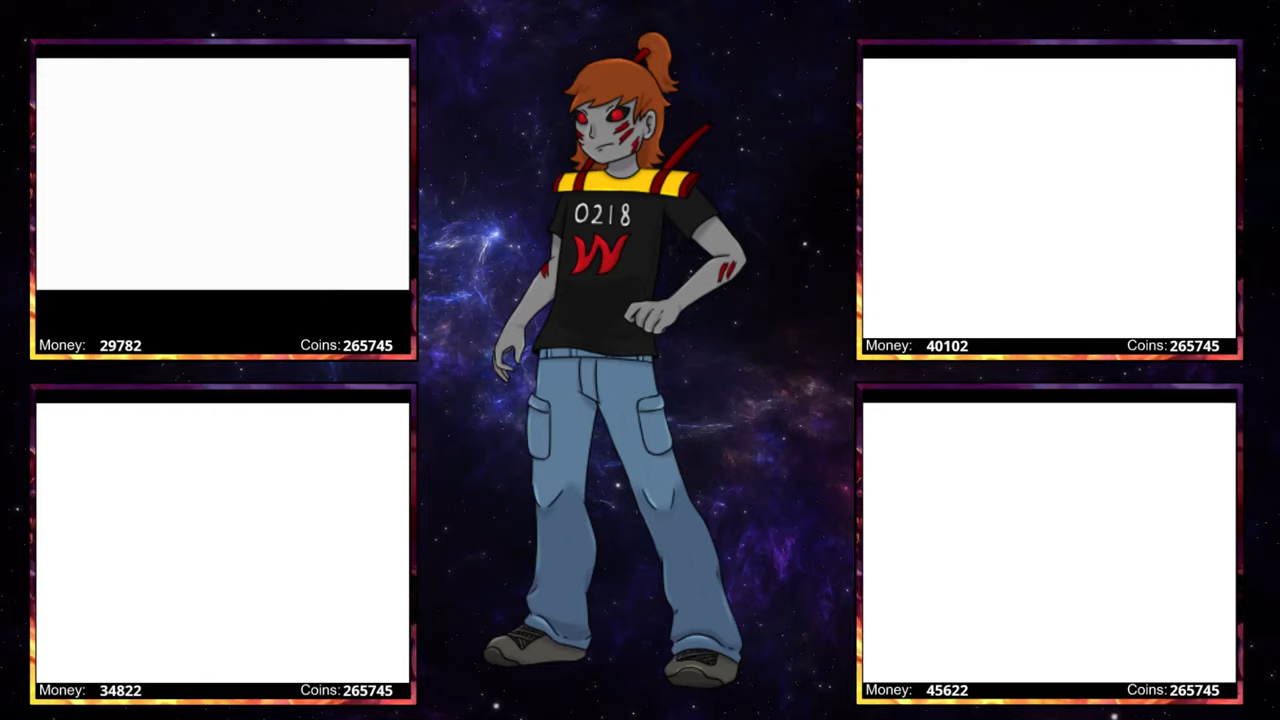 0218
W
Money: 29782 Coins: 265745
Money: 40102 Coins: 265745
Money: 34822 Coins: 265745
Money: 45622 Coins: 265745